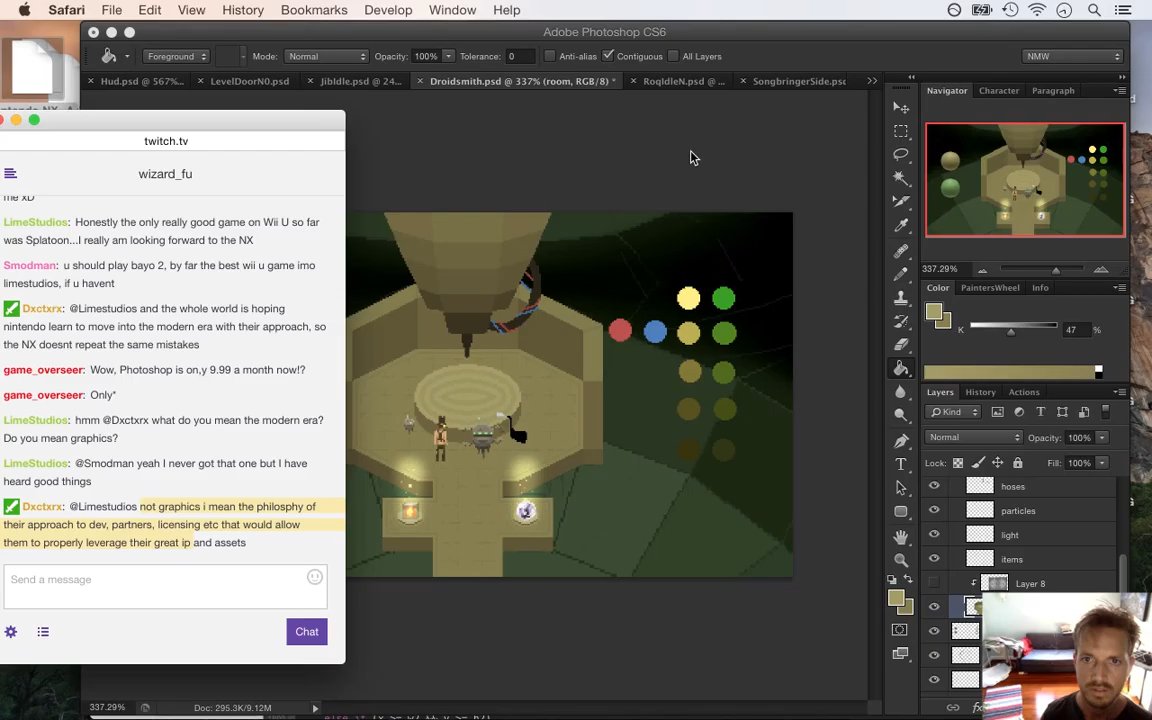 Safari File Edit View History Bookmarks Develop Window Help
Adobe Photoshop CS6
Foreground Mode: Normal Opacity: 100% Tolerance: 0 Anti-alias Contiguous All Layers NMW
Hud.psd @ 567%... LevelDoorN0.psd JibIdle.psd @ 24... Droidsmith.psd @ 337% (room, RGB/8) * RoqIdleN.psd @ ... SongbringerSide.psd
twitch.tv
wizard_fu
me xD
LimeStudios: Honestly the only really good game on Wii U so far
was Splatoon...I really am looking forward to the NX
Smodman: u should play bayo 2, by far the best wii u game imo
limestudios, if u havent
Dxctxrx: @Limestudios and the whole world is hoping
nintendo learn to move into the modern era with their approach, so
the NX doesnt repeat the same mistakes
game_overseer: Wow, Photoshop is on,y 9.99 a month now!?
game_overseer: Only*
LimeStudios: hmm @Dxctxrx what do you mean the modern era?
Do you mean graphics?
LimeStudios: @Smodman yeah I never got that one but I have
heard good things
Dxctxrx: @Limestudios not graphics i mean the philosphy of
their approach to dev, partners, licensing etc that would allow
them to properly leverage their great ip and assets
Send a message
Chat
Navigator Character Paragraph
337.29%
Color PaintersWheel Info
K 47 %
Layers History Actions
Kind
Normal Opacity: 100%
Lock: Fill: 100%
hoses
particles
light
items
Layer 8
337.29% Doc: 295.3K/9.12M